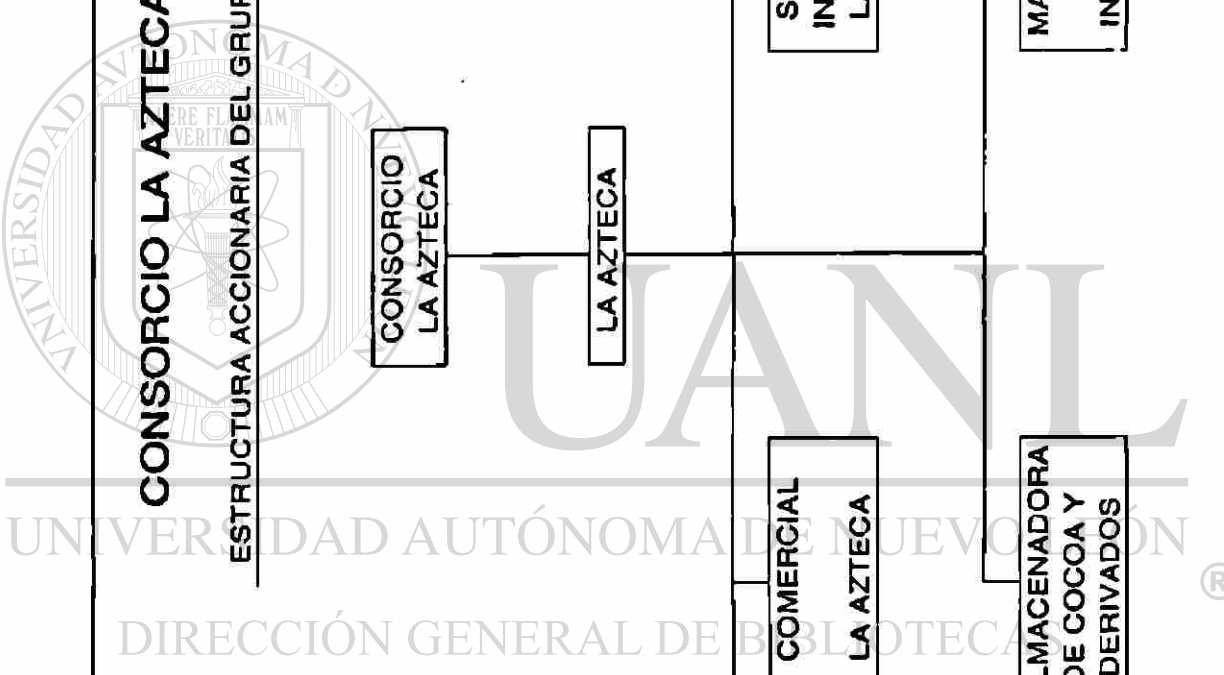 CONSORCIO LA AZTECA
ESTRUCTURA ACCIONARIA DEL
CONSORCIO
LA AZTECA
LA AZTECA
COMERCIAL
LA AZTECA
DE COCOA Y
DERIVADOS
UNIVERSIDAD AUTÓNOMA DE NUEVO LEÓN
DIRECCIÓN GENERAL DE BIBLIOTECAS
UANL
®